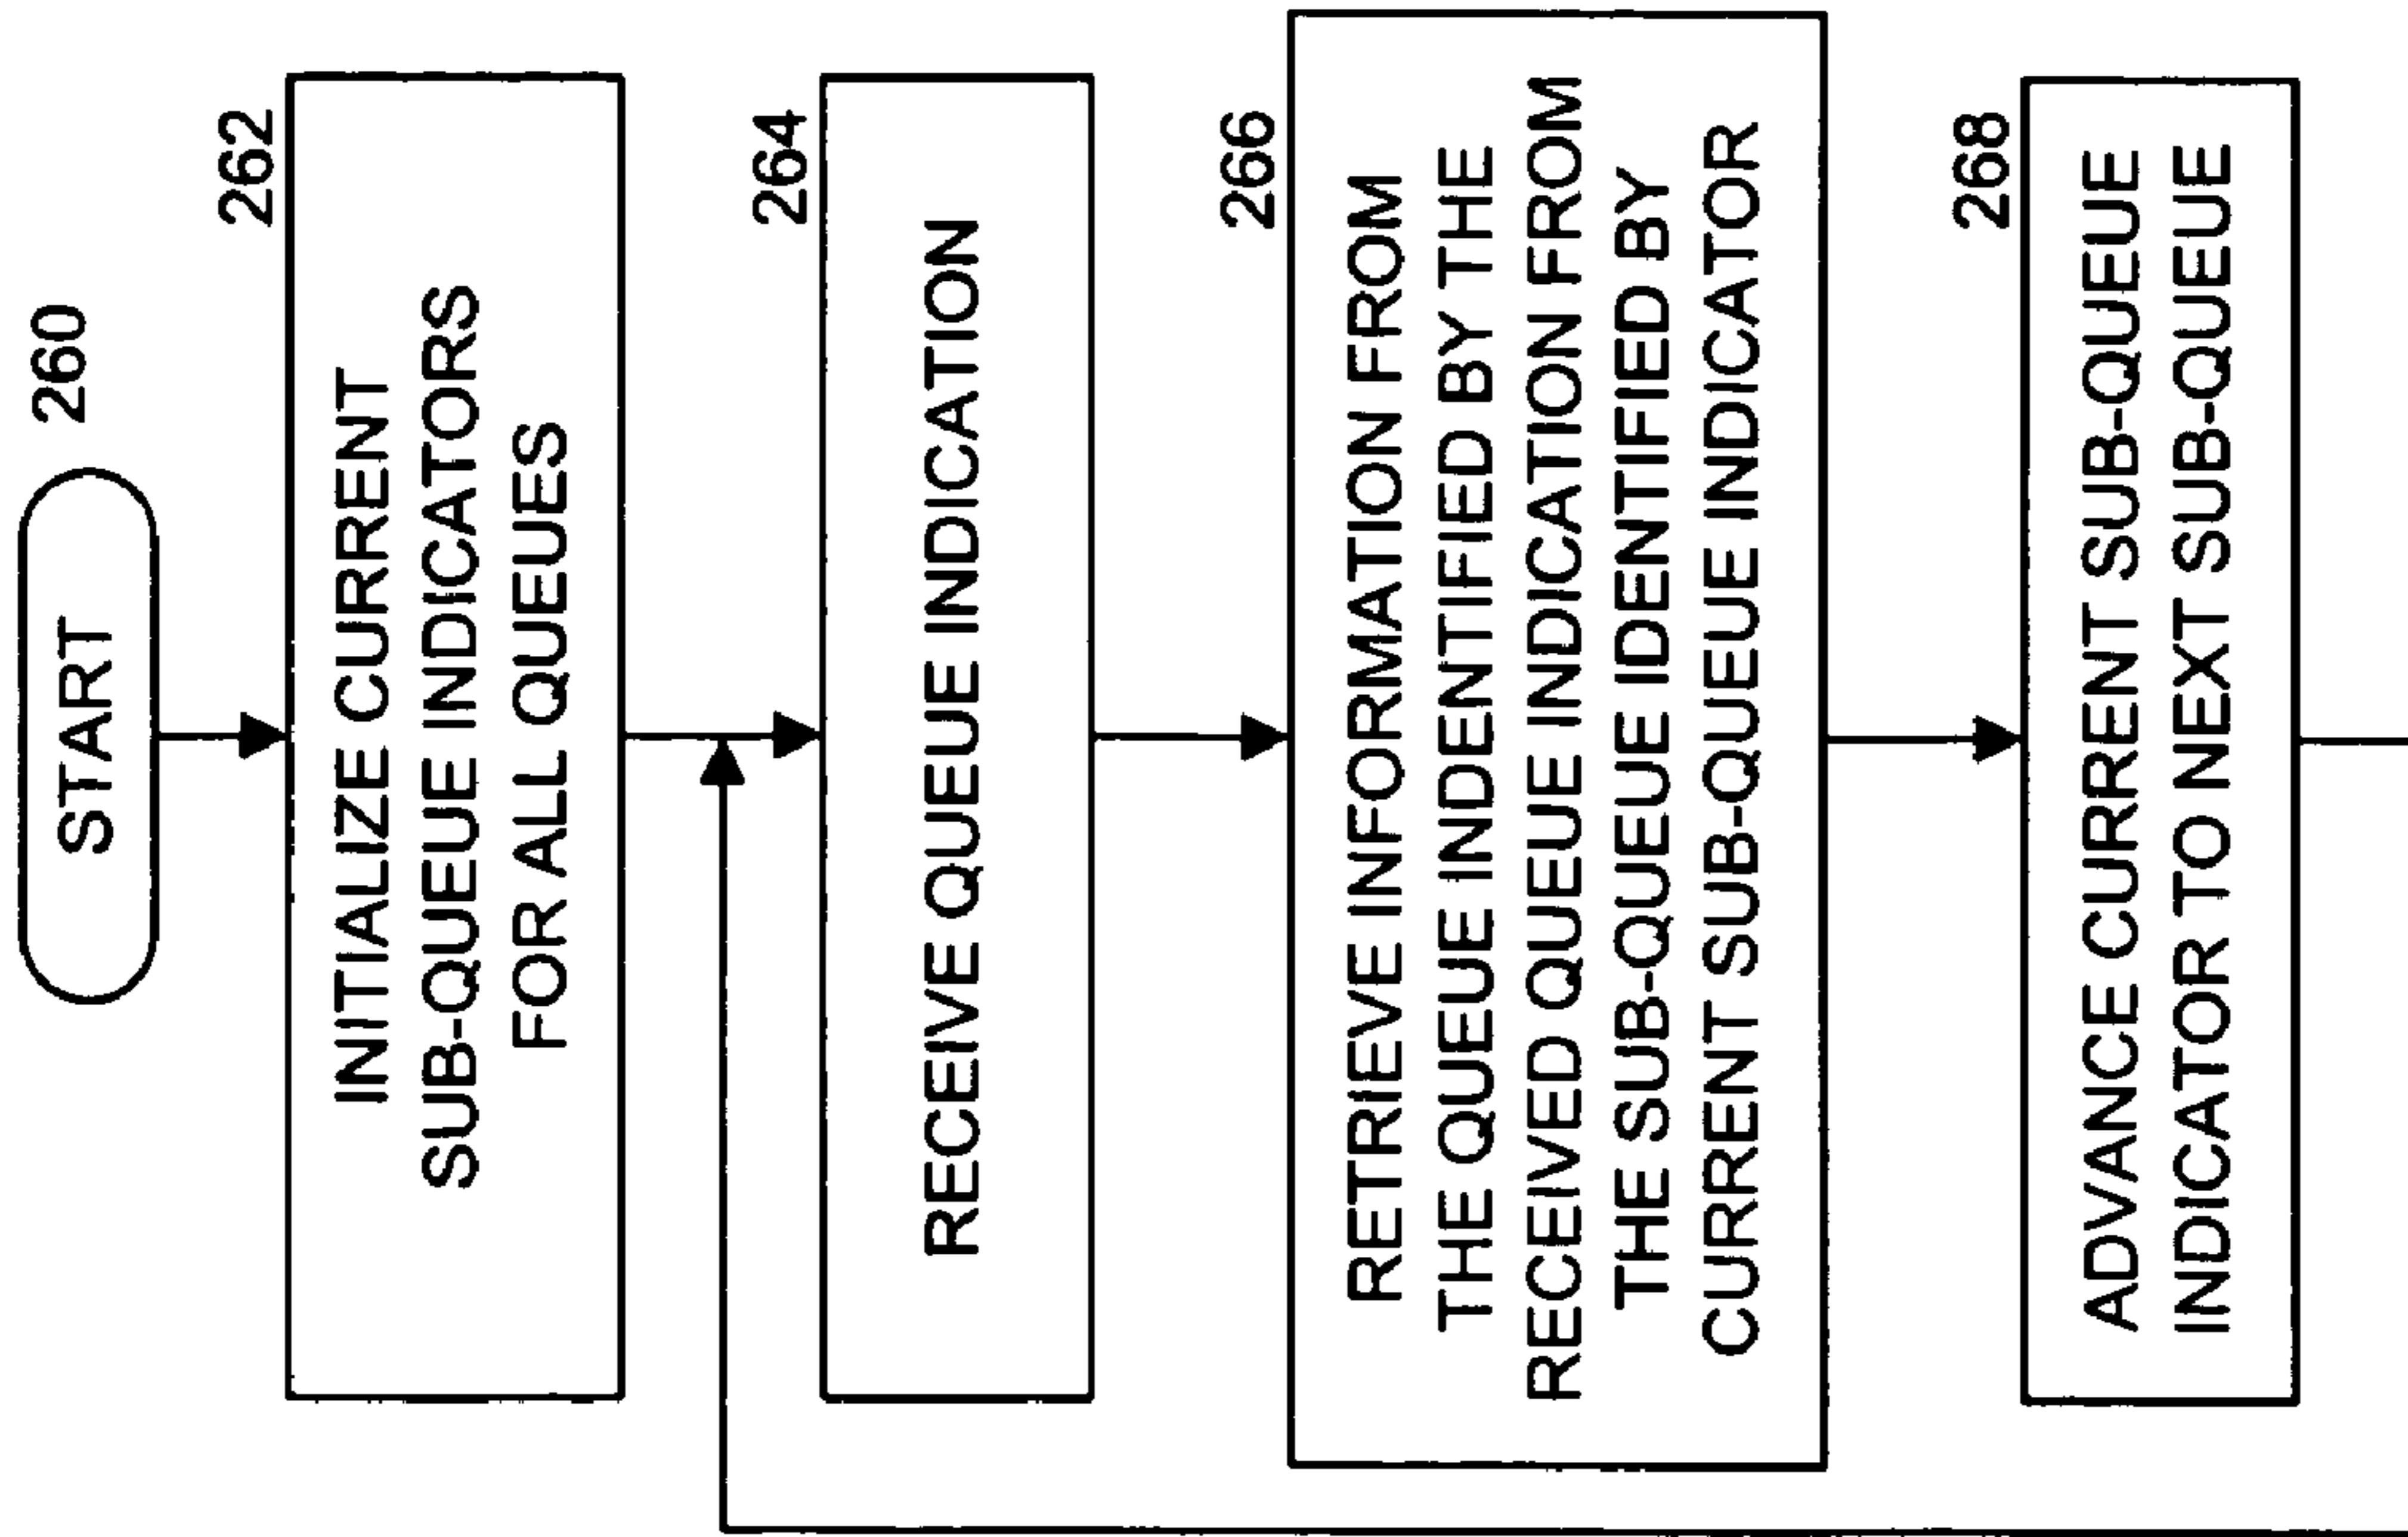 START
260
262
INITIALIZE CURRENT
SUB-QUEUE INDICATORS
FOR ALL QUEUES
264
RECEIVE QUEUE INDICATION
266
RETRIEVE INFORMATION FROM
THE QUEUE INDENTIFIED BY THE
RECEIVED QUEUE INDICATION FROM
THE SUB-QUEUE IDENTIFIED BY
CURRENT SUB-QUEUE INDICATOR
268
ADVANCE CURRENT SUB-QUEUE
INDICATOR TO NEXT SUB-QUEUE